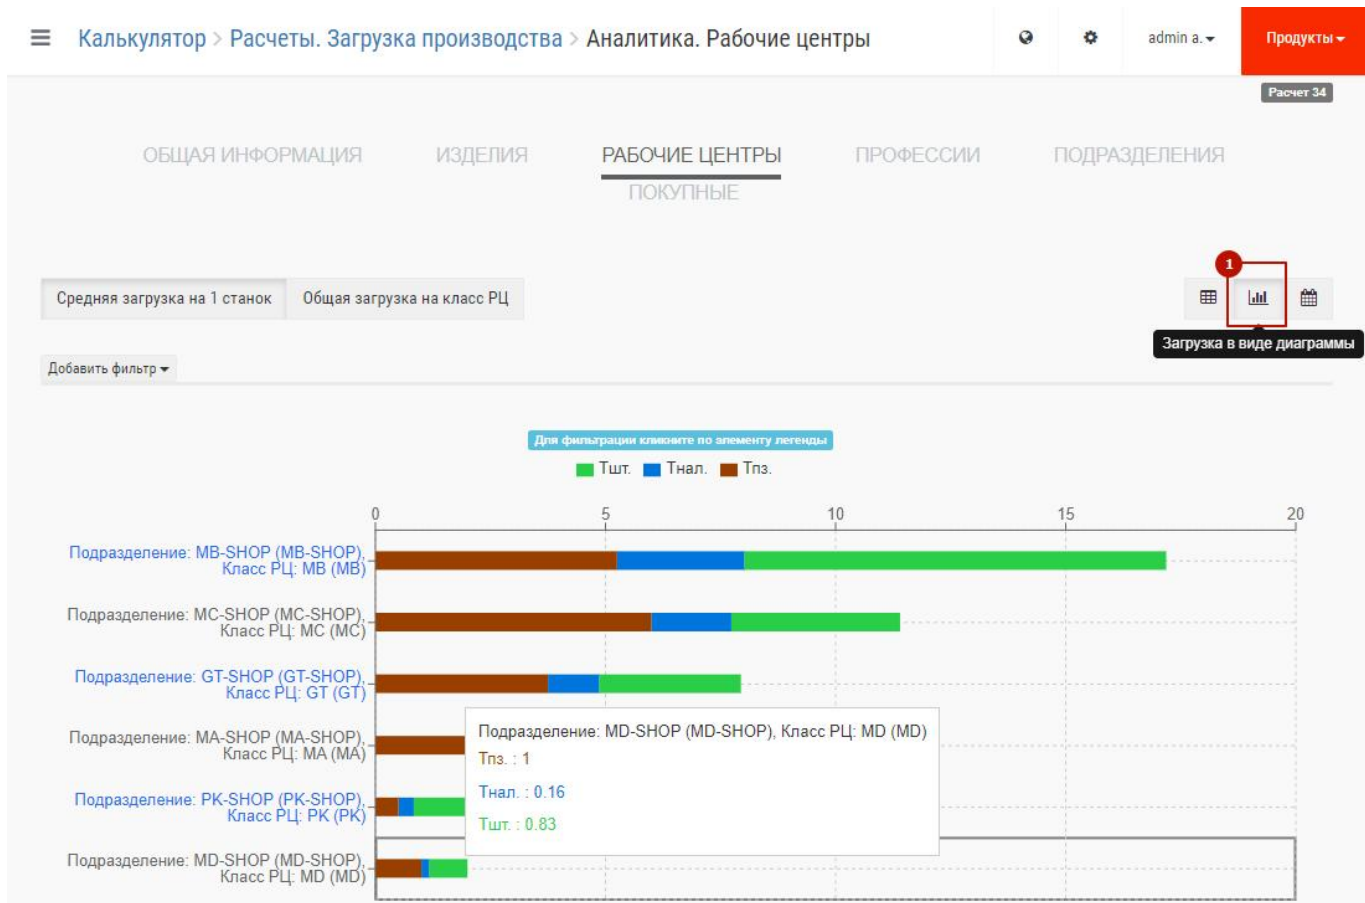 Калькулятор > Расчеты. Загрузка производства > Аналитика. Рабочие центры
admin a.
Продукты
Расчет 34
ОБЩАЯ ИНФОРМАЦИЯ ИЗДЕЛИЯ РАБОЧИЕ ЦЕНТРЫ ПРОФЕССИИ ПОДРАЗДЕЛЕНИЯ
ПОКУПНЫЕ
1
Средняя загрузка на 1 станок Общая загрузка на класс РЦ
Загрузка в виде диаграммы
Добавить фильтр
Для фильтрации кликните по элементу легенды
Тшт. Тнал. Тпз.
0 5 10 15 20
Подразделение: MB-SHOP (MB-SHOP),
Класс РЦ: MB (MB)
Подразделение: MC-SHOP (MC-SHOP),
Класс РЦ: MC (MC)
Подразделение: GT-SHOP (GT-SHOP),
Класс РЦ: GT (GT)
Подразделение: MA-SHOP (MA-SHOP),
Класс РЦ: MA (MA)
Подразделение: PK-SHOP (PK-SHOP),
Класс РЦ: PK (PK)
Подразделение: MD-SHOP (MD-SHOP),
Класс РЦ: MD (MD)
Подразделение: MD-SHOP (MD-SHOP), Класс РЦ: MD (MD)
Тпз. : 1
Тнал. : 0.16
Тшт. : 0.83